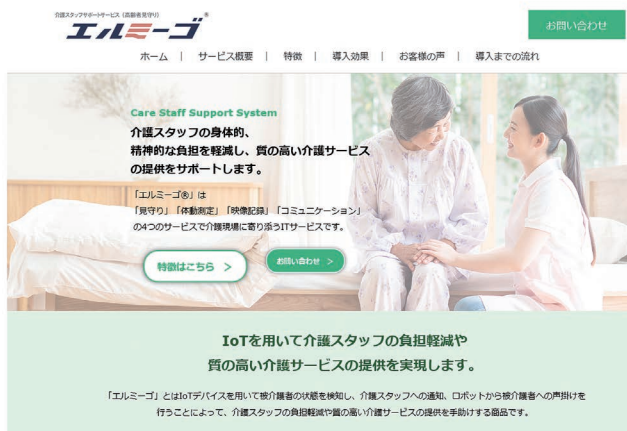 介護スタッフサポートサービス (高齢者見守り)
エルミーゴ®
お問い合わせ
ホーム | サービス概要 | 特徴 | 導入効果 | お客様の声 | 導入までの流れ
Care Staff Support System
介護スタッフの身体的、
精神的な負担を軽減し、質の高い介護サービス
の提供をサポートします。
「エルミーゴ®」は
「見守り」「体動測定」「映像記録」「コミュニケーション」
の4つのサービスで介護現場に寄り添うITサービスです。
特徴はこちら >
お問い合わせ >
IoTを用いて介護スタッフの負担軽減や
質の高い介護サービスの提供を実現します。
「エルミーゴ」とはIoTデバイスを用いて被介護者の状態を検知し、介護スタッフへの通知、ロボットから被介護者への声掛けを
行うことによって、介護スタッフの負担軽減や質の高い介護サービスの提供を手助けする商品です。